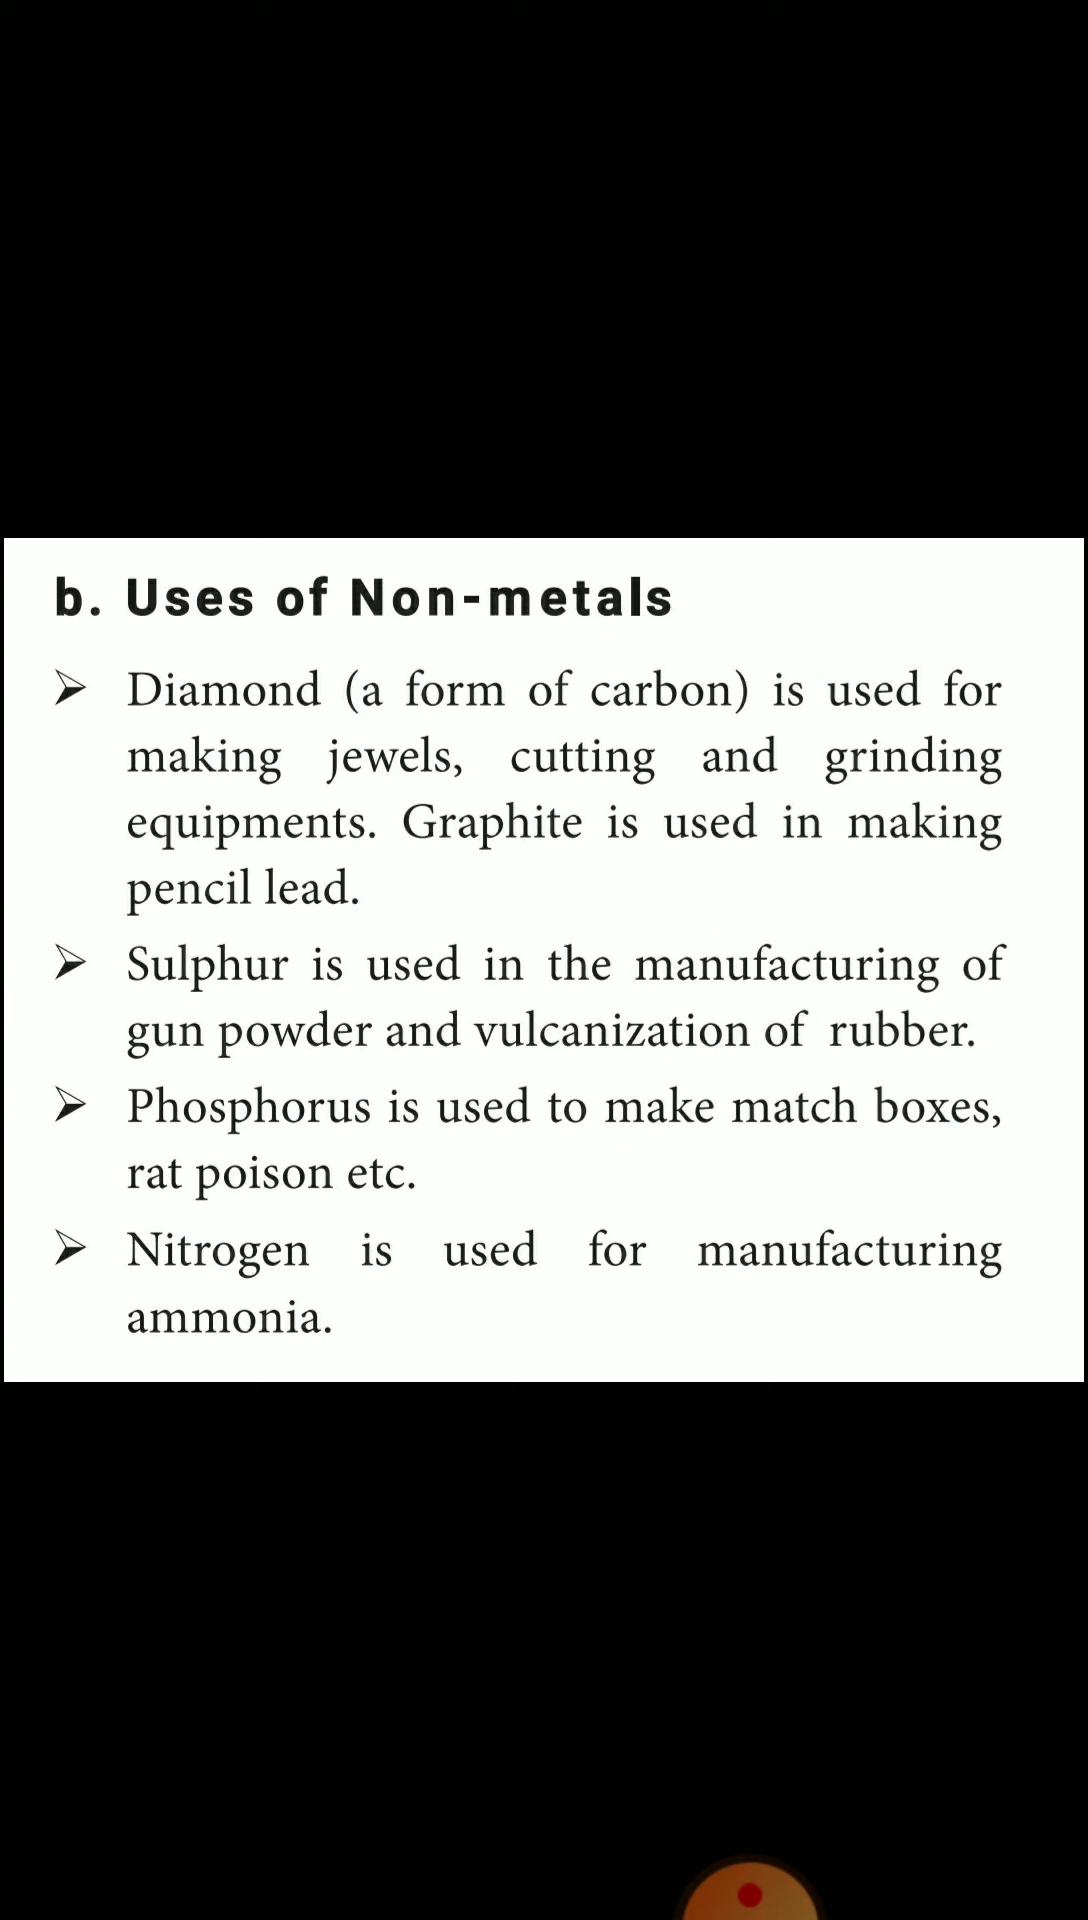 b. Uses of Non-metals
➢ Diamond (a form of carbon) is used for
making jewels, cutting and grinding
equipments. Graphite is used in making
pencil lead.
➢ Sulphur is used in the manufacturing of
gun powder and vulcanization of rubber.
➢ Phosphorus is used to make match boxes,
rat poison etc.
➢ Nitrogen is used for manufacturing
ammonia.